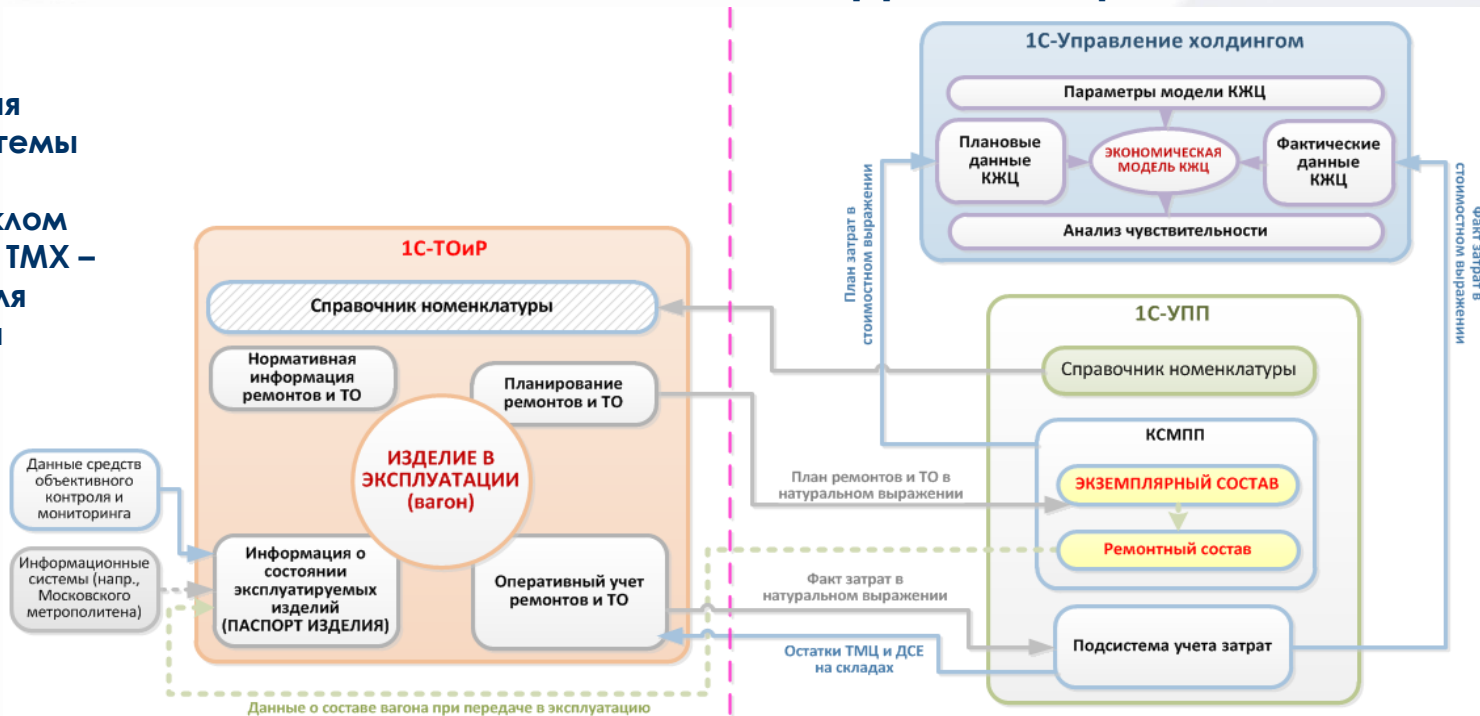 1С-Управление холдингом
Параметры модели КЖЦ
Плановые
данные
КЖЦ
ЭКОНОМИЧЕСКАЯ
МОДЕЛЬ КЖЦ
Фактические
данные
КЖЦ
Анализ чувствительности
План затрат в
стоимостном выражении
Факт затрат в
стоимостном выражении
ТМХ –
1С-ТОиР
Справочник номенклатуры
Нормативная
информация
ремонтов и ТО
Планирование
ремонтов и ТО
ИЗДЕЛИЕ В
ЭКСПЛУАТАЦИИ
(вагон)
Данные средств
объективного
контроля и
мониторинга
Информационные
системы (напр.,
Московского
метрополитена)
Информация о
состоянии
эксплуатируемых
изделий
(ПАСПОРТ ИЗДЕЛИЯ)
Оперативный учет
ремонтов и ТО
План ремонтов и ТО в
натуральном выражении
Факт затрат в
натуральном выражении
Остатки ТМЦ и ДСЕ
на складах
Данные о составе вагона при передаче в эксплуатацию
1С-УПП
Справочник номенклатуры
КСМПП
ЭКЗЕМПЛЯРНЫЙ СОСТАВ
Ремонтный состав
Подсистема учета затрат